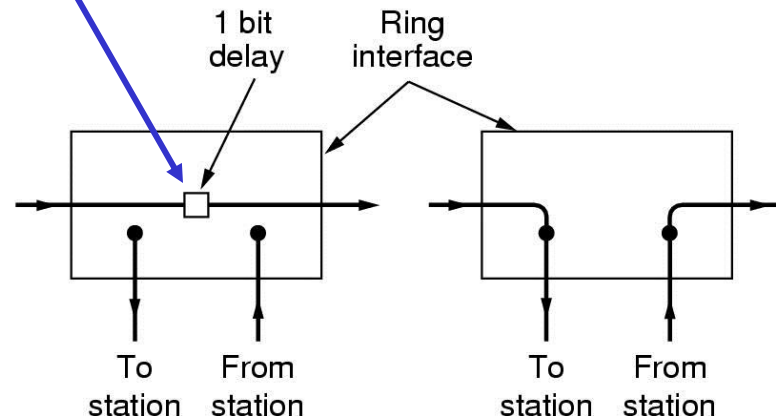 1 bit
delay
Ring
interface
To
station
From
station
To
station
From
station